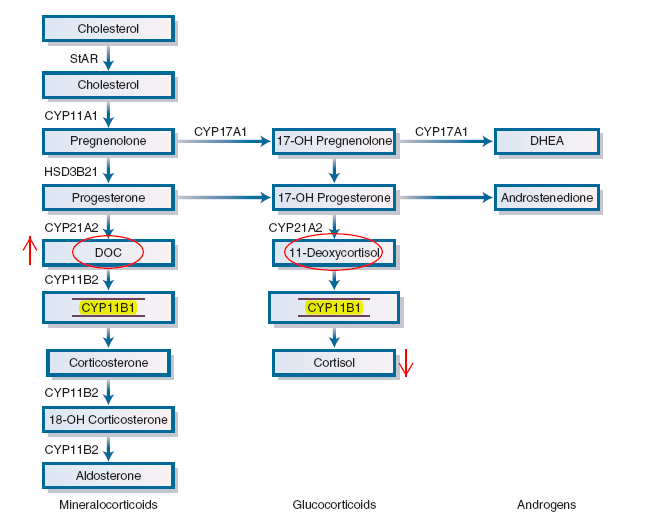 Cholesterol
StAR
Cholesterol
CYP11A1
Pregnenolone
CYP17A1
17-OH Pregnenolone
CYP17A1
DHEA
HSD3B21
Progesterone
17-OH Progesterone
Androstenedione
CYP21A2
CYP21A2
DOC
11-Deoxycortisol
CYP11B2
CYP11B1
CYP11B1
Corticosterone
Cortisol
CYP11B2
18-OH Corticosterone
CYP11B2
Aldosterone
Mineralocorticoids
Glucocorticoids
Androgens